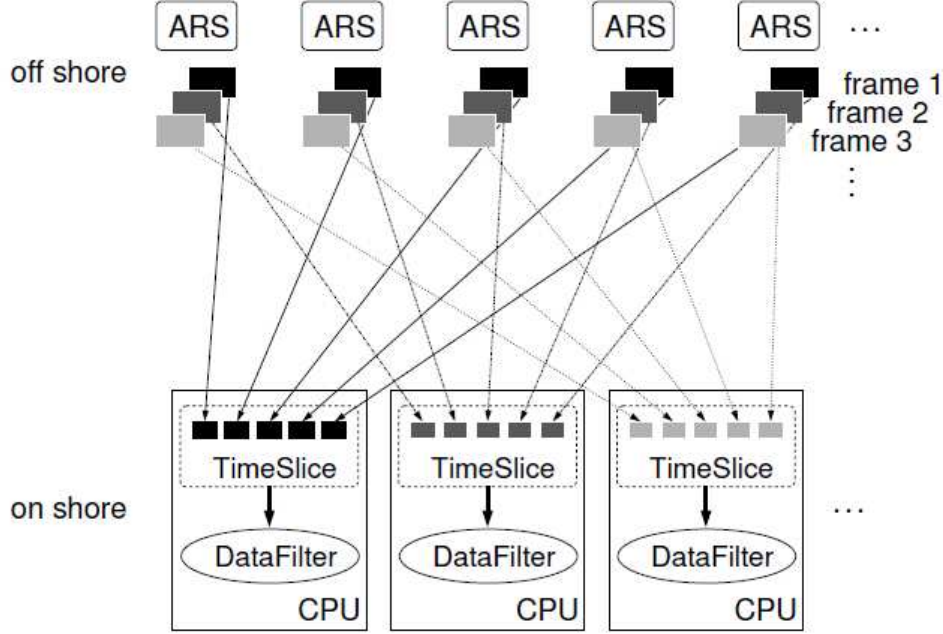 ARS ARS ARS ARS ARS ...
off shore
frame 1
frame 2
frame 3
...
TimeSlice TimeSlice TimeSlice
on shore ...
DataFilter DataFilter DataFilter
CPU CPU CPU